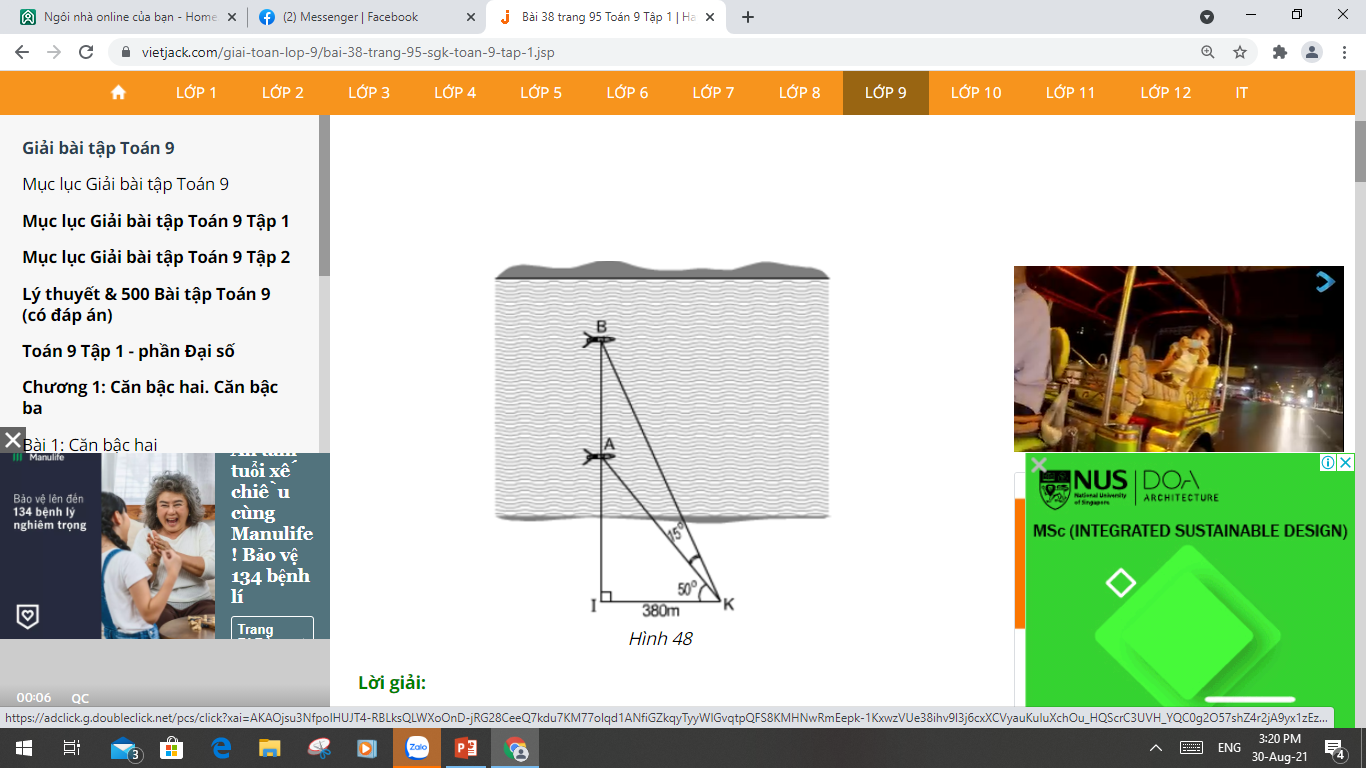 Ngôi nhà online của bạn - Home
(2) Messenger | Facebook
Bài 38 trang 95 Toán 9 Tập 1 | Ha
vietjack.com/giai-toan-lop-9/bai-38-trang-95-sgk-toan-9-tap-1.jsp
LỚP 1 LỚP 2 LỚP 3 LỚP 4 LỚP 5 LỚP 6 LỚP 7 LỚP 8 LỚP 9 LỚP 10 LỚP 11 LỚP 12 IT
Giải bài tập Toán 9
Mục lục Giải bài tập Toán 9
Mục lục Giải bài tập Toán 9 Tập 1
Mục lục Giải bài tập Toán 9 Tập 2
Lý thuyết & 500 Bài tập Toán 9
(có đáp án)
Toán 9 Tập 1 - phần Đại số
Chương 1: Căn bậc hai. Căn bậc
ba
Bài 1: Căn bậc hai
Manulife
Bảo vệ lên đến
134 bệnh lý
nghiêm trọng
tuổi xế
chiều
cùng
Manulife
! Bảo vệ
134 bệnh
lí
Trang
00:06 QC
B
A
15°
50°
I
K
380m
Hình 48
Lời giải:
NUS
National University
of Singapore
DOA
ARCHITECTURE
MSc (INTEGRATED SUSTAINABLE DESIGN)
Zalo
3
ENG
3:20 PM
30-Aug-21
4